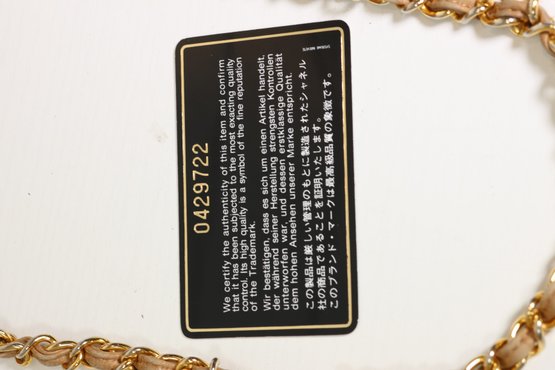 0429722
We certify the authenticity of this item and confirm
that it has been subjected to the most exacting quality
control. Its high quality is a symbol of the fine reputation
of the Trademark.
Wir bestätigen, dass es sich um einen Artikel handelt,
der während seiner Herstellung strengsten Kontrollen
unterworfen war, und dessen erstklassige Qualität
dem hohen Ansehen unserer Marke entspricht.
この製品は厳しい管理のもとに製造されたシャネル
社の商品であることを証明いたします。
このブランド・マークは最高級品質の象徴です。